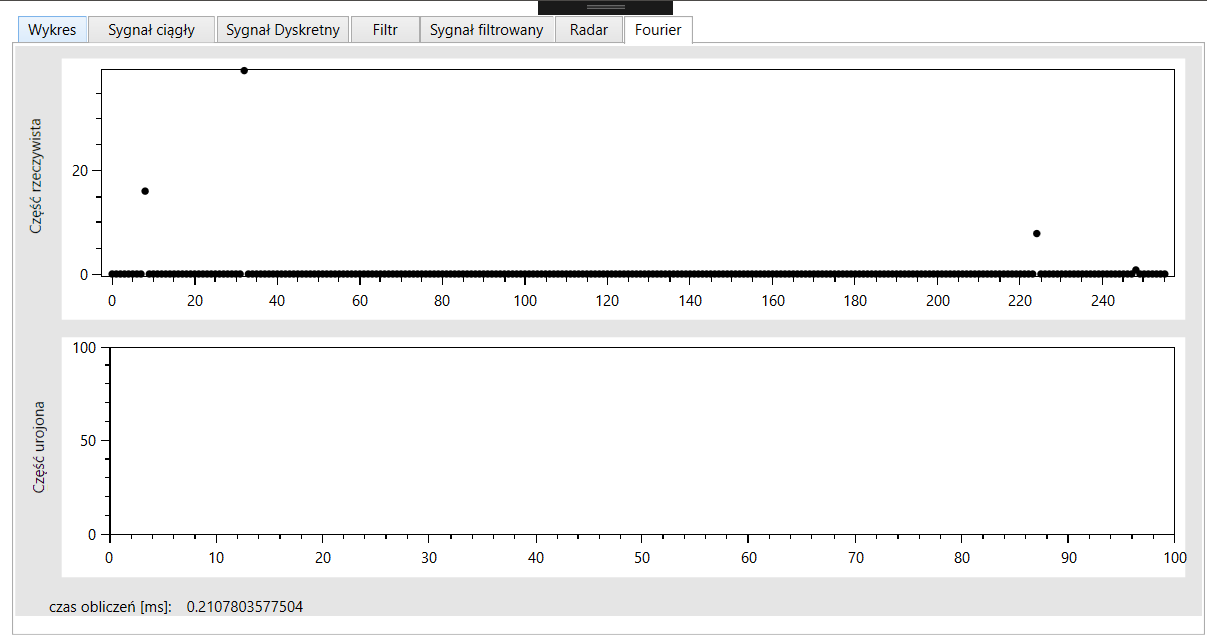 Wykres Sygnał ciągły Sygnał Dyskretny Filtr Sygnał filtrowany Radar Fourier
Część rzeczywista
20
0
0 20 40 60 80 100 120 140 160 180 200 220 240
Część urojona
100
50
0
0 10 20 30 40 50 60 70 80 90 100
czas obliczeń [ms]: 0.2107803577504